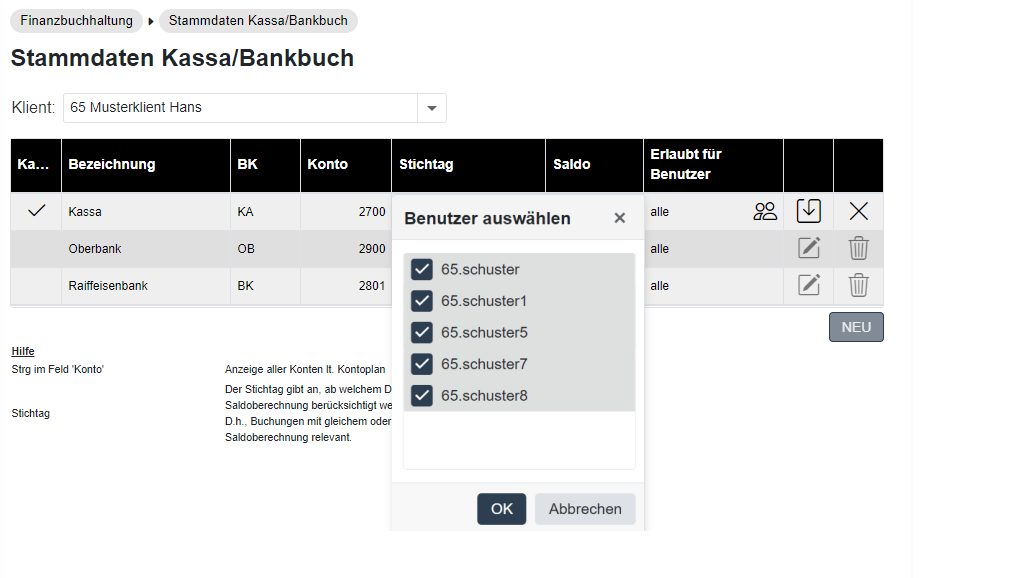 Finanzbuchhaltung Stammdaten Kassa/Bankbuch
Stammdaten Kassa/Bankbuch
Klient: 65 Musterklient Hans
Ka... Bezeichnung BK Konto Stichtag Saldo Erlaubt für
Benutzer
Kassa KA 2700 alle
Oberbank OB 2900 alle
Raiffeisenbank BK 2801 alle
Benutzer auswählen
65.schuster
65.schuster1
65.schuster5
65.schuster7
65.schuster8
OK Abbrechen
NEU
Hilfe
Strg im Feld 'Konto' Anzeige aller Konten lt. Kontoplan
Stichtag
Der Stichtag gibt an, ab welchem D
Saldoberechnung berücksichtigt we
D.h., Buchungen mit gleichem oder
Saldoberechnung relevant.